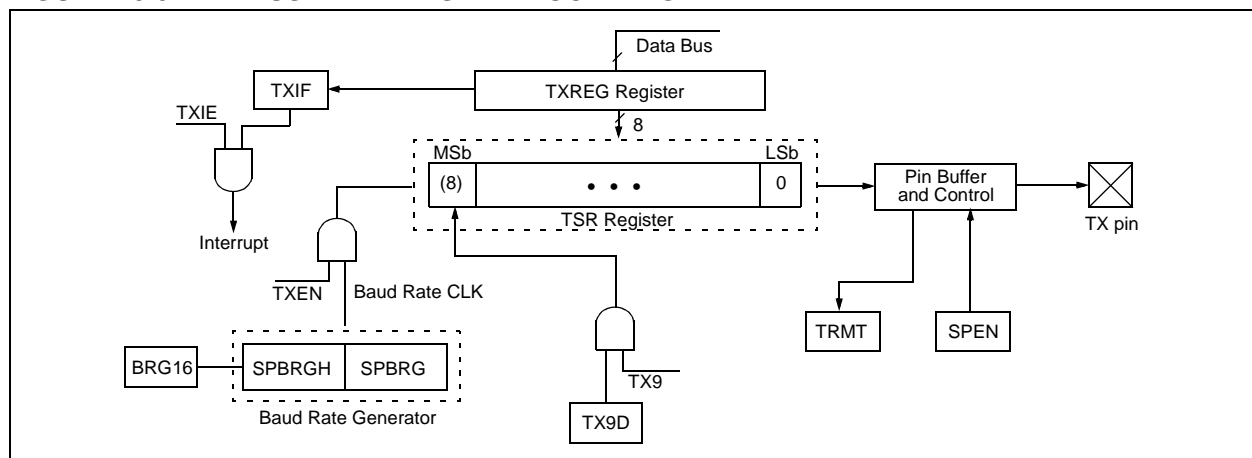 Data Bus
TXIF
TXREG Register
TXIE
8
MSb
LSb
(8)
• • •
0
Pin Buffer
and Control
TSR Register
TX pin
Interrupt
TXEN
Baud Rate CLK
TRMT
SPEN
BRG16
SPBRGH
SPBRG
TX9
Baud Rate Generator
TX9D